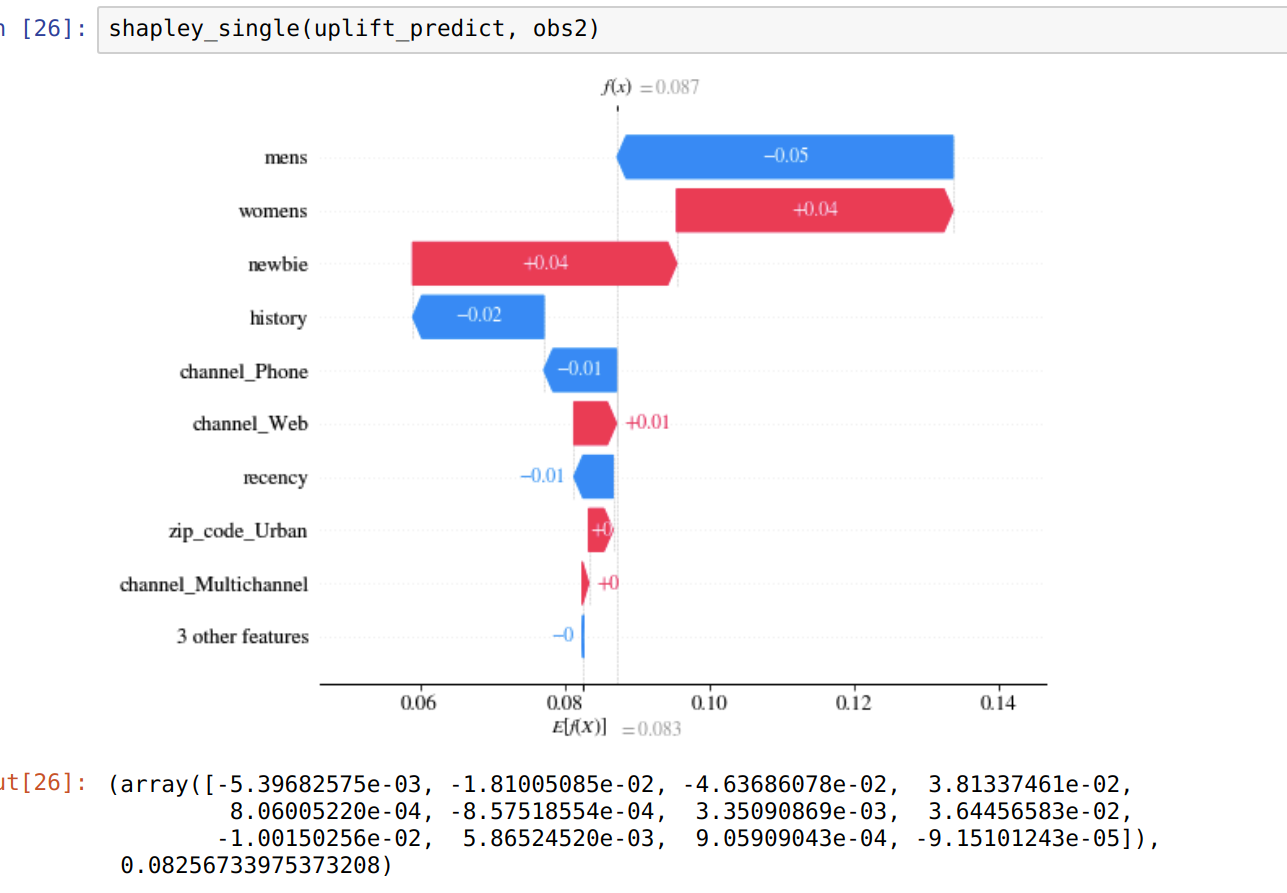 n [26]: shapley_single(uplift_predict, obs2)
f(x) = 0.087
mens −0.05
womens +0.04
newbie +0.04
history −0.02
channel_Phone −0.01
channel_Web +0.01
recency −0.01
zip_code_Urban +0
channel_Multichannel +0
3 other features −0
0.06 0.08 0.10 0.12 0.14
E[f(X)] = 0.083
ut[26]: (array([-5.39682575e-03, -1.81005085e-02, -4.63686078e-02, 3.81337461e-02,
8.06005220e-04, -8.57518554e-04, 3.35090869e-03, 3.64456583e-02,
-1.00150256e-02, 5.86524520e-03, 9.05909043e-04, -9.15101243e-05]),
0.08256733975373208)